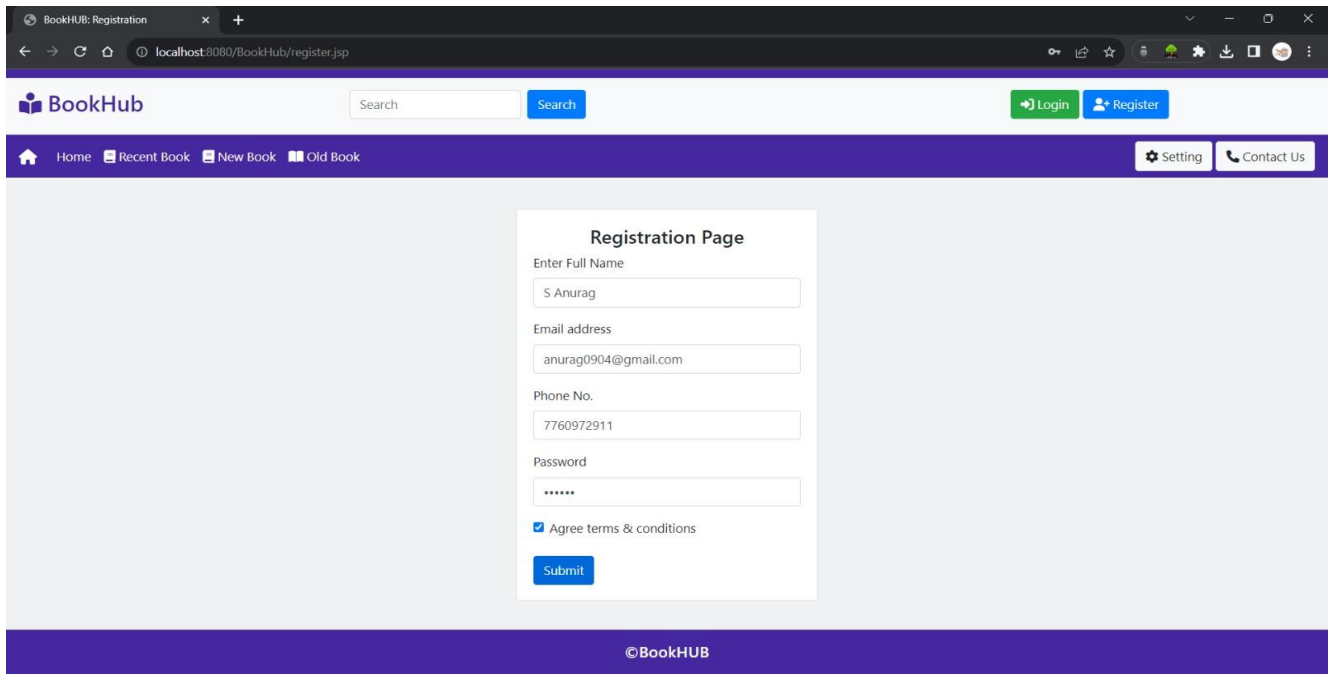 BookHUB: Registration
localhost:8080/BookHub/register.jsp
BookHub Search Search Login Register
Home Recent Book New Book Old Book Setting Contact Us
Registration Page
Enter Full Name
S Anurag
Email address
anurag0904@gmail.com
Phone No.
7760972911
Password
••••••
Agree terms & conditions
Submit
©BookHUB